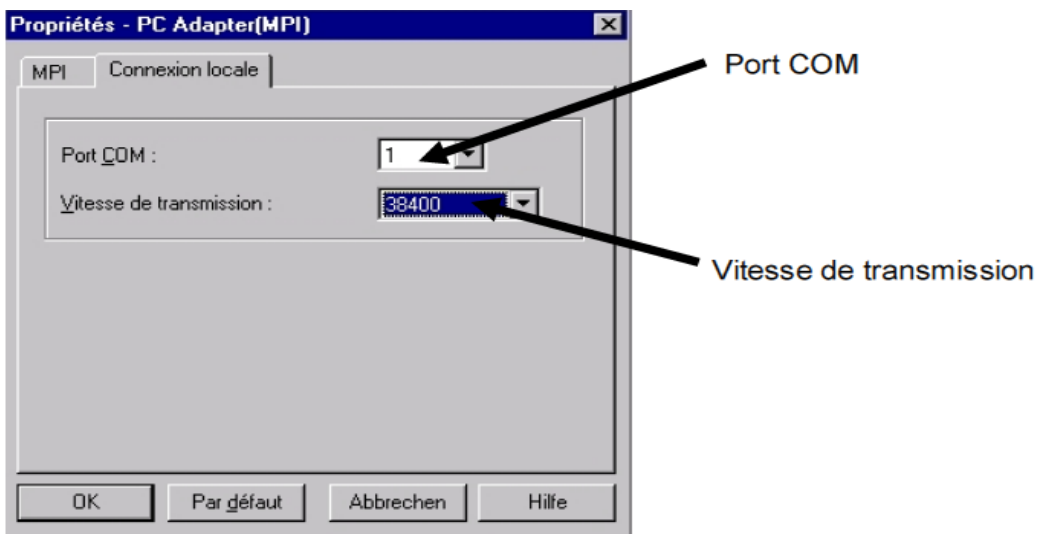 Propriétés - PC Adapter(MPI)
MPI
Connexion locale
Port COM
Port COM :
1
Vitesse de transmission :
38400
Vitesse de transmission
OK
Par défaut
Abbrechen
Hilfe